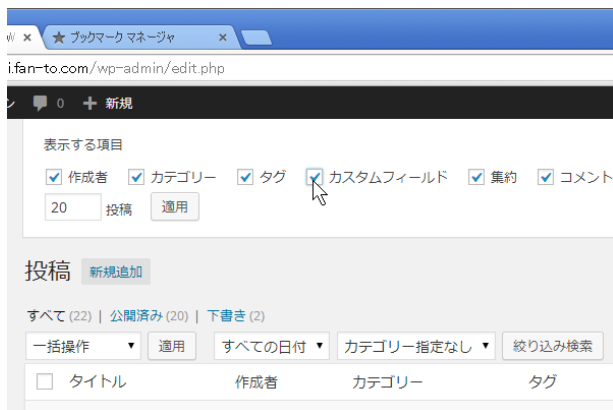 W ブックマーク マネージャ
i.fan-to.com/wp-admin/edit.php
ン 0 新規
表示する項目
作成者 カテゴリー タグ カスタムフィールド 集約 コメント
20 投稿 適用
投稿 新規追加
すべて (22) | 公開済み (20) | 下書き (2)
一括操作 適用 すべての日付 カテゴリー指定なし 絞り込み検索
タイトル 作成者 カテゴリー タグ